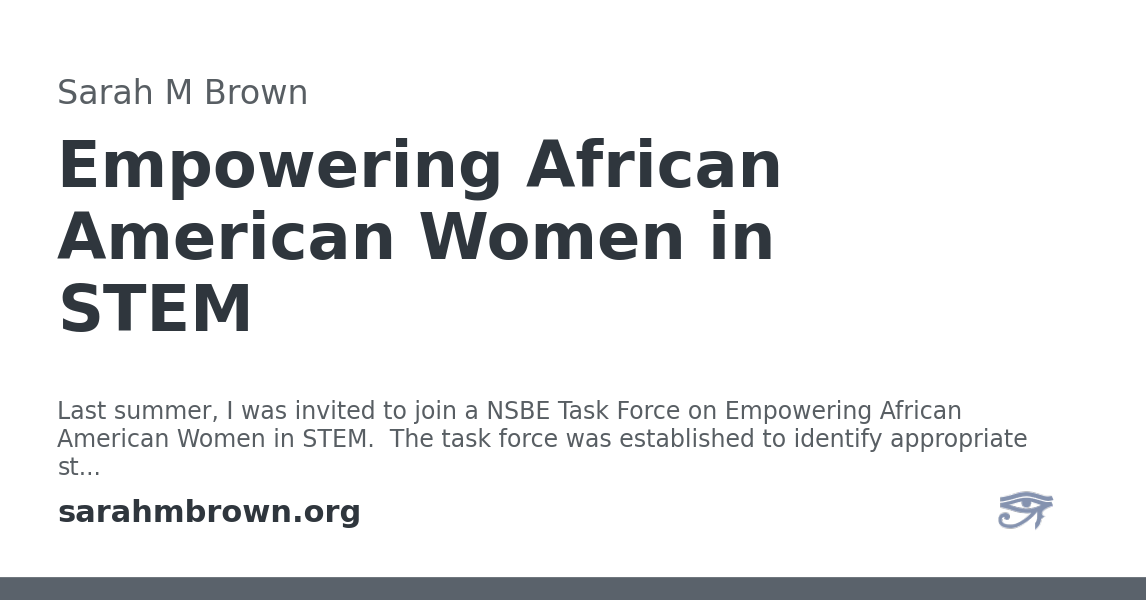 Sarah M Brown
Empowering African
American Women in
STEM
Last summer, I was invited to join a NSBE Task Force on Empowering African
American Women in STEM.  The task force was established to identify appropriate
st...
sarahmbrown.org